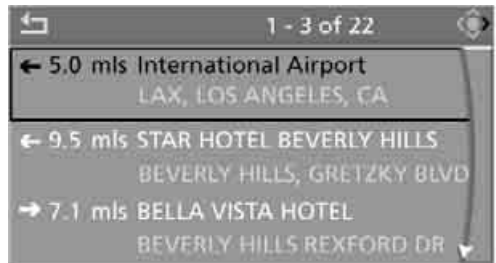 1 - 3 of 22
5.0 mls International Airport
LAX, LOS ANGELES, CA
9.5 mls STAR HOTEL BEVERLY HILLS
BEVERLY HILLS, GRETZKY BLVD
7.1 mls BELLA VISTA HOTEL
BEVERLY HILLS REXFORD DR